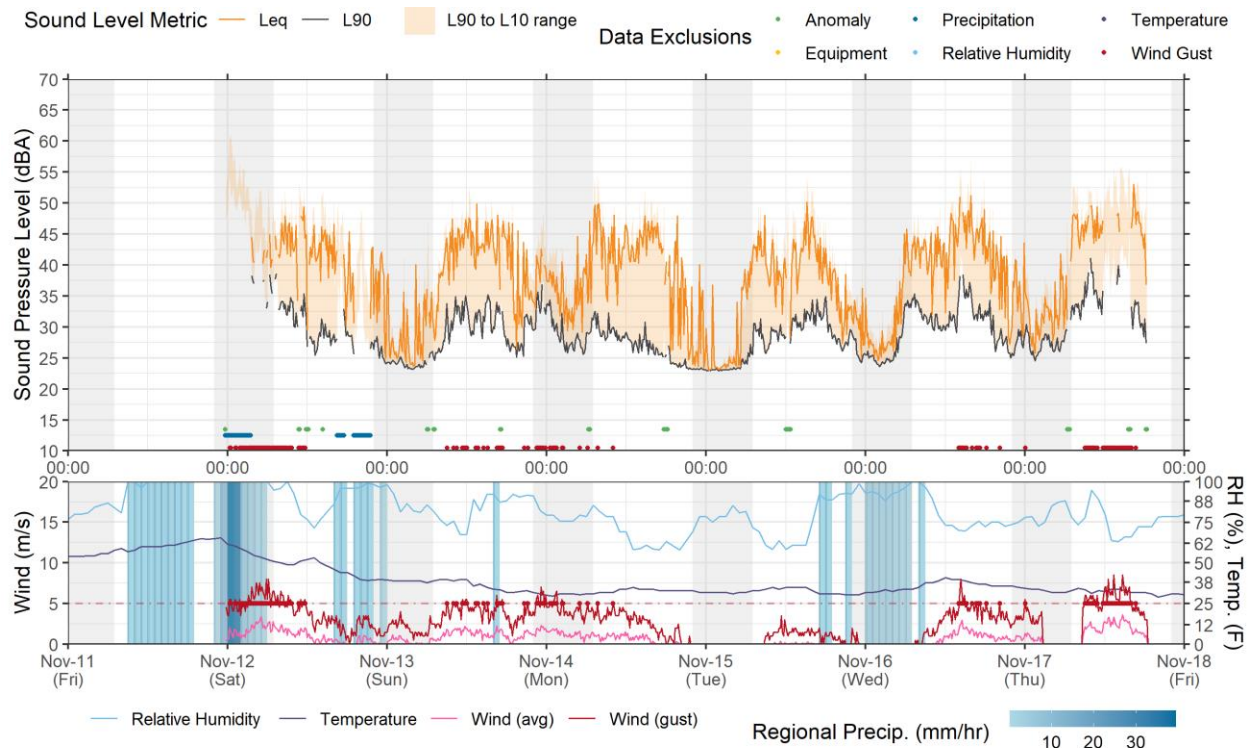 Sound Level Metric Leq L90 L90 to L10 range
Data Exclusions
Anomaly Precipitation Temperature
Equipment Relative Humidity Wind Gust
Sound Pressure Level (dBA)
70
65
60
55
50
45
40
35
30
25
20
15
10
00:00 00:00 00:00 00:00 00:00 00:00 00:00 00:00
Wind (m/s)
20
15
10
5
0
100
88
75
62
50
38
25
12
0
RH (%), Temp. (F)
Nov-11 Nov-12 Nov-13 Nov-14 Nov-15 Nov-16 Nov-17 Nov-18
(Fri) (Sat) (Sun) (Mon) (Tue) (Wed) (Thu) (Fri)
Relative Humidity Temperature Wind (avg) Wind (gust)
Regional Precip. (mm/hr)
10 20 30